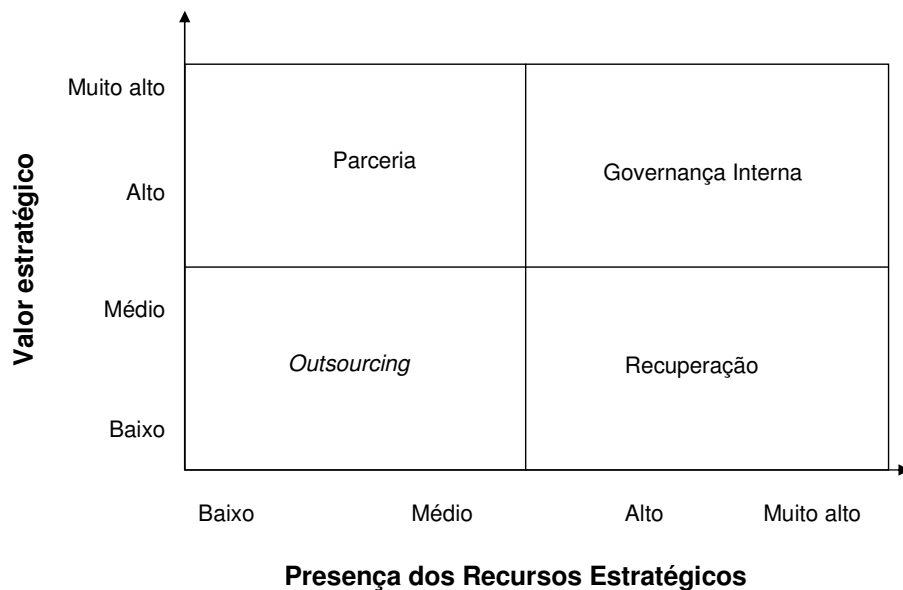 Muito alto
Parceria
Governança Interna
Alto
Valor estratégico
Médio
Outsourcing
Recuperação
Baixo
Baixo
Médio
Alto
Muito alto
Presença dos Recursos Estratégicos